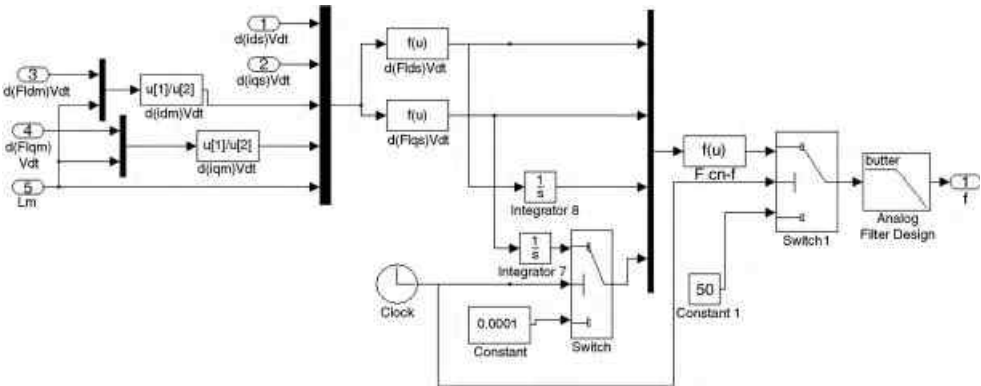 1
d(ids)Vdt
2
d(iqs)Vdt
3
d(Fldm)Vdt
u[1]/u[2]
d(idm)Vdt
4
d(Flqm)
Vdt
u[1]/u[2]
d(iqm)Vdt
5
Lm
f(u)
d(Flds)Vdt
f(u)
d(Flqs)Vdt
1
s
Integrator 8
1
s
Integrator 7
Clock
0.0001
Constant
Switch
f(u)
F cn-f
50
Constant 1
Switch1
butter
Analog
Filter Design
1
f